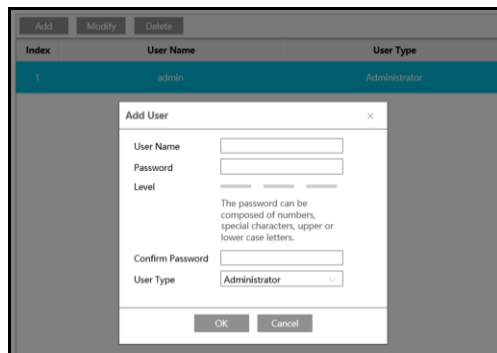 Add Modify Delete
Index User Name User Type
1 admin Administrator
Add User ×
User Name
Password
Level
The password can be
composed of numbers,
special characters, upper or
lower case letters.
Confirm Password
User Type Administrator
OK Cancel